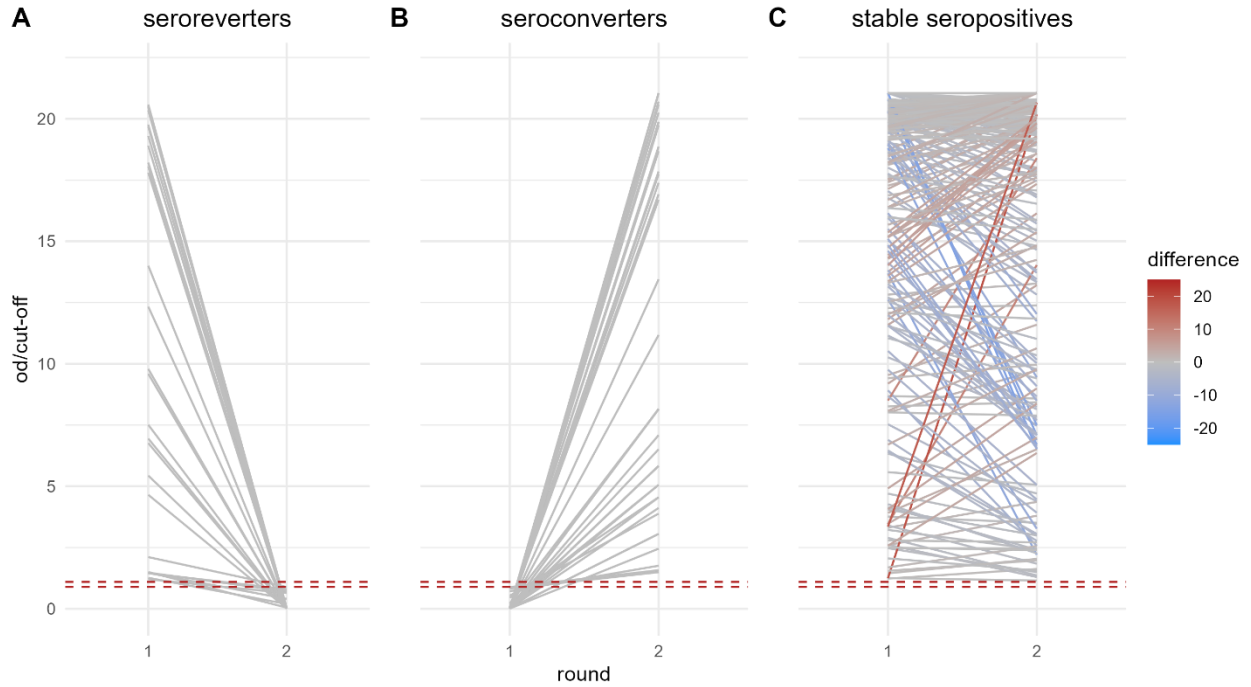 A seroreverters
B seroconverters
C stable seropositives
od/cut-off
20
15
10
5
0
1 2
1 2
1 2
round
difference
20
10
0
-10
-20